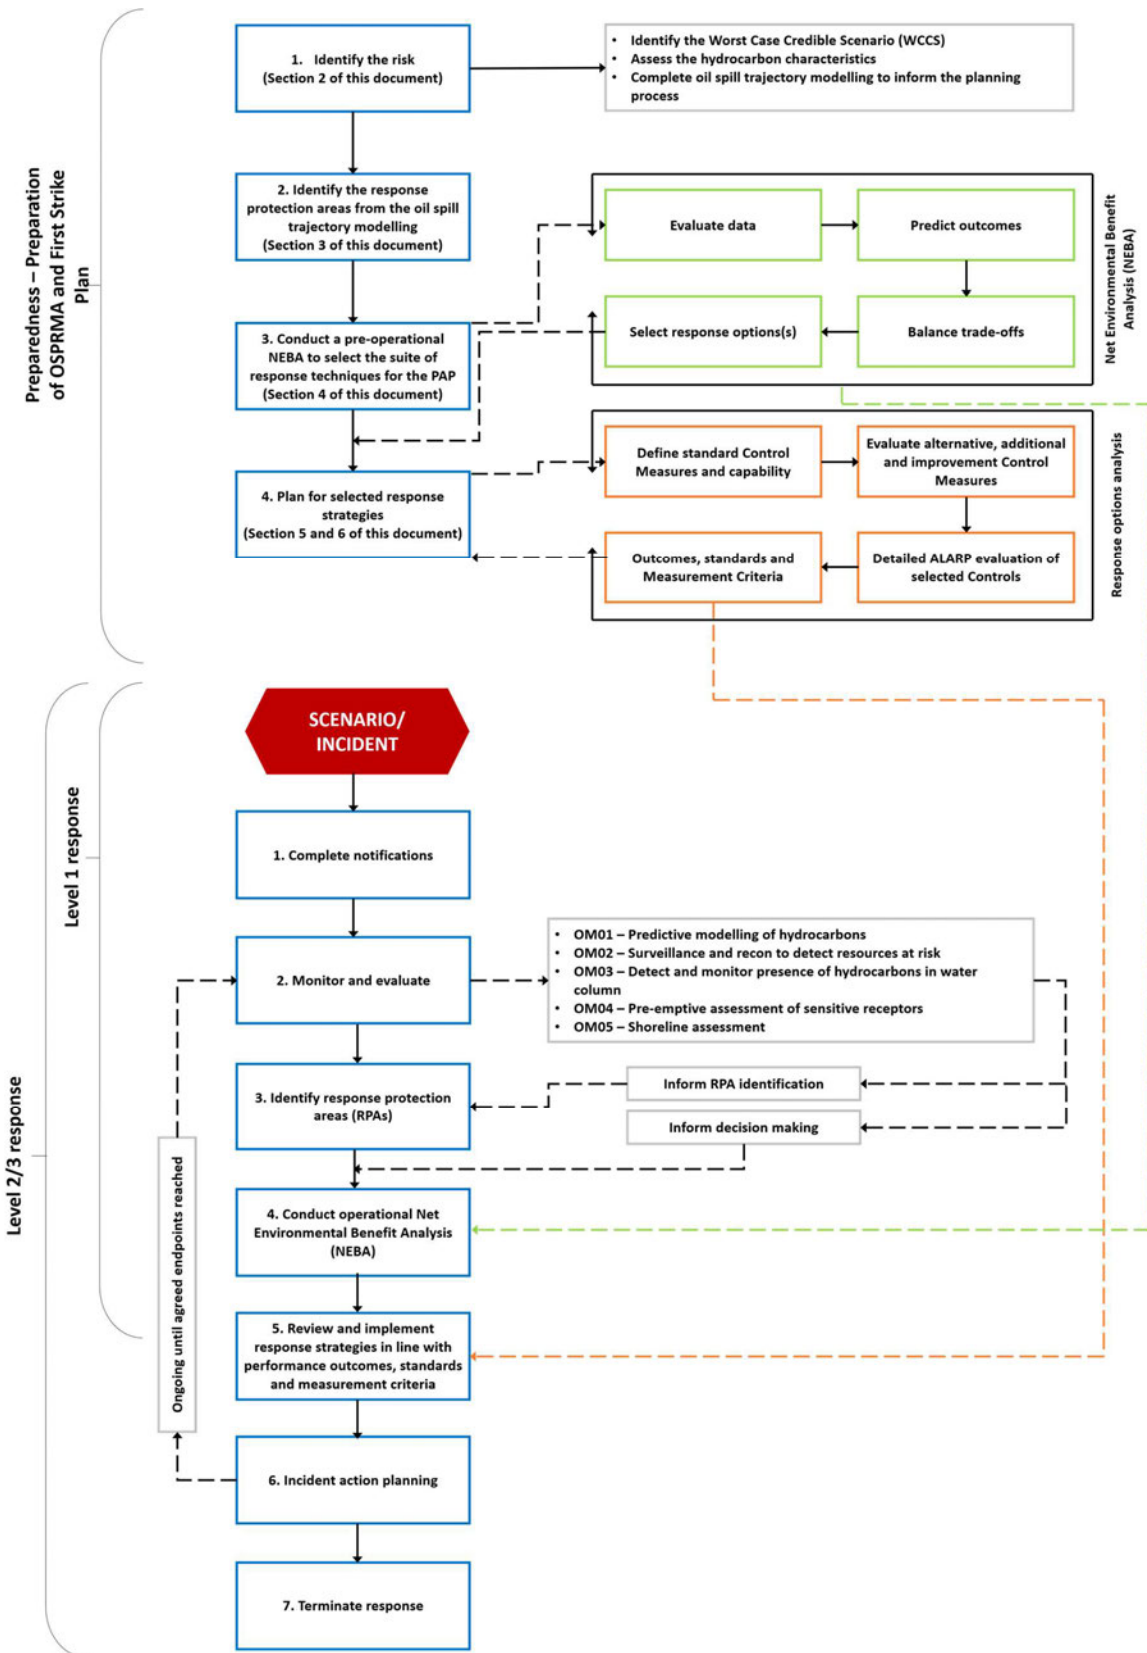 Preparedness – Preparation
of OSPRMA and First Strike
Plan
1. Identify the risk
(Section 2 of this document)
• Identify the Worst Case Credible Scenario (WCCS)
• Assess the hydrocarbon characteristics
• Complete oil spill trajectory modelling to inform the planning
process
2. Identify the response
protection areas from the oil spill
trajectory modelling
(Section 3 of this document)
3. Conduct a pre-operational
NEBA to select the suite of
response techniques for the PAP
(Section 4 of this document)
4. Plan for selected response
strategies
(Section 5 and 6 of this document)
Evaluate data
Predict outcomes
Select response options(s)
Balance trade-offs
Net Environmental Benefit
Analysis (NEBA)
Define standard Control
Measures and capability
Evaluate alternative, additional
and improvement Control
Measures
Outcomes, standards and
Measurement Criteria
Detailed ALARP evaluation of
selected Controls
Response options analysis
Level 2/3 response
Level 1 response
SCENARIO/
INCIDENT
1. Complete notifications
2. Monitor and evaluate
• OM01 – Predictive modelling of hydrocarbons
• OM02 – Surveillance and recon to detect resources at risk
• OM03 – Detect and monitor presence of hydrocarbons in water
column
• OM04 – Pre-emptive assessment of sensitive receptors
• OM05 – Shoreline assessment
3. Identify response protection
areas (RPAs)
Inform RPA identification
Inform decision making
4. Conduct operational Net
Environmental Benefit Analysis
(NEBA)
Ongoing until agreed endpoints reached
5. Review and implement
response strategies in line with
performance outcomes, standards
and measurement criteria
6. Incident action planning
7. Terminate response